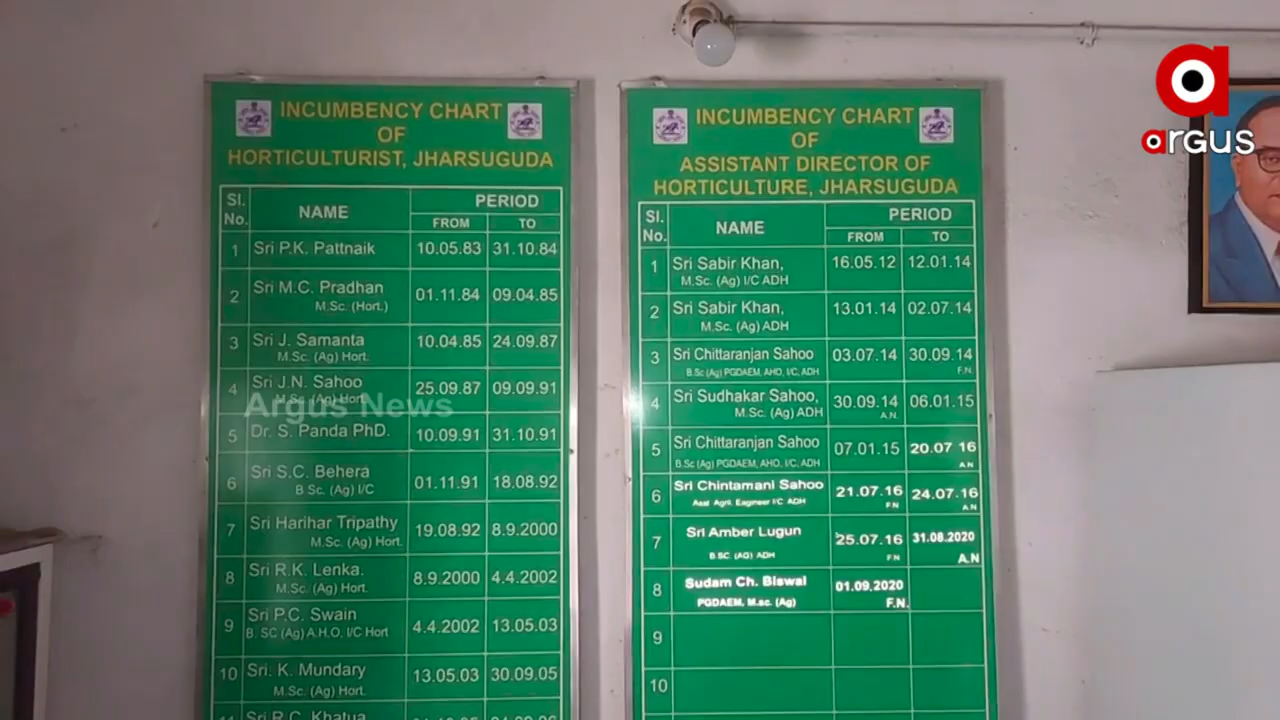 INCUMBENCY CHART
OF
HORTICULTURIST, JHARSUGUDA
Sl. No. NAME PERIOD
FROM TO
1 Sri P.K. Pattnaik 10.05.83 31.10.84
2 Sri M.C. Pradhan 01.11.84 09.04.85
M.Sc. (Hort.)
3 Sri J. Samanta 10.04.85 24.09.87
M.Sc. (Ag) Hort.
4 Sri J.N. Sahoo 25.09.87 09.09.91
M.Sc. (Ag) Hort.
Argus News
5 Dr. S. Panda PhD. 10.09.91 31.10.91
6 Sri S.C. Behera 01.11.91 18.08.92
B Sc. (Ag) I/C
7 Sri Harihar Tripathy 19.08.92 8.9.2000
M.Sc. (Ag) Hort.
8 Sri R.K. Lenka. 8.9.2000 4.4.2002
M.Sc. (Ag) Hort.
9 Sri P.C. Swain 4.4.2002 13.05.03
B. SC (Ag) A.H.O. I/C Hort
10 Sri. K. Mundary 13.05.03 30.09.05
M.Sc. (Ag) Hort.
Sri R.C. Khatua
INCUMBENCY CHART
OF
ASSISTANT DIRECTOR OF
HORTICULTURE, JHARSUGUDA
Sl. No. NAME PERIOD
FROM TO
1 Sri Sabir Khan, 16.05.12 12.01.14
M.Sc. (Ag) I/C ADH
2 Sri Sabir Khan, 13.01.14 02.07.14
M.Sc. (Ag) ADH
3 Sri Chittaranjan Sahoo 03.07.14 30.09.14
B.Sc (Ag) PGDAEM, AHO, I/C, ADH F.N.
4 Sri Sudhakar Sahoo, 30.09.14 06.01.15
M.Sc. (Ag) ADH A.N.
5 Sri Chittaranjan Sahoo 07.01.15 20.07 16
B.Sc (Ag) PGDAEM, AHO, I/C, ADH A.N
6 Sri Chintamani Sahoo 21.07.16 24.07.16
Asst Agril. Engineer I/C ADH F.N A.N
7 Sri Amber Lugun 25.07.16 31.08.2020
B.SC. (AG) ADH F.N A.N
8 Sudam Ch. Biswal 01.09.2020
PGDAEM, M.sc. (Ag) F.N.
9
10
a
argus